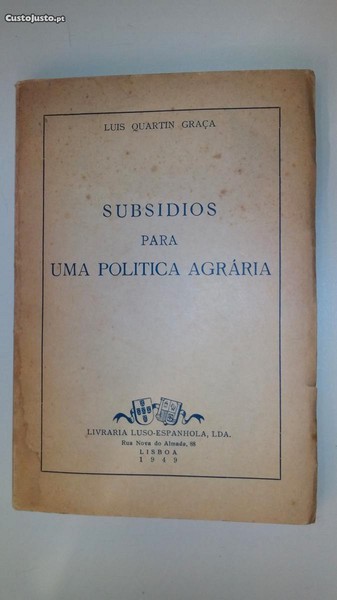 CustoJusto.pt
LUIS QUARTIN GRAÇA
SUBSIDIOS
PARA
UMA POLITICA AGRÁRIA
LIVRARIA LUSO-ESPANHOLA, LDA.
Rua Nova do Almada, 88
LISBOA
1949